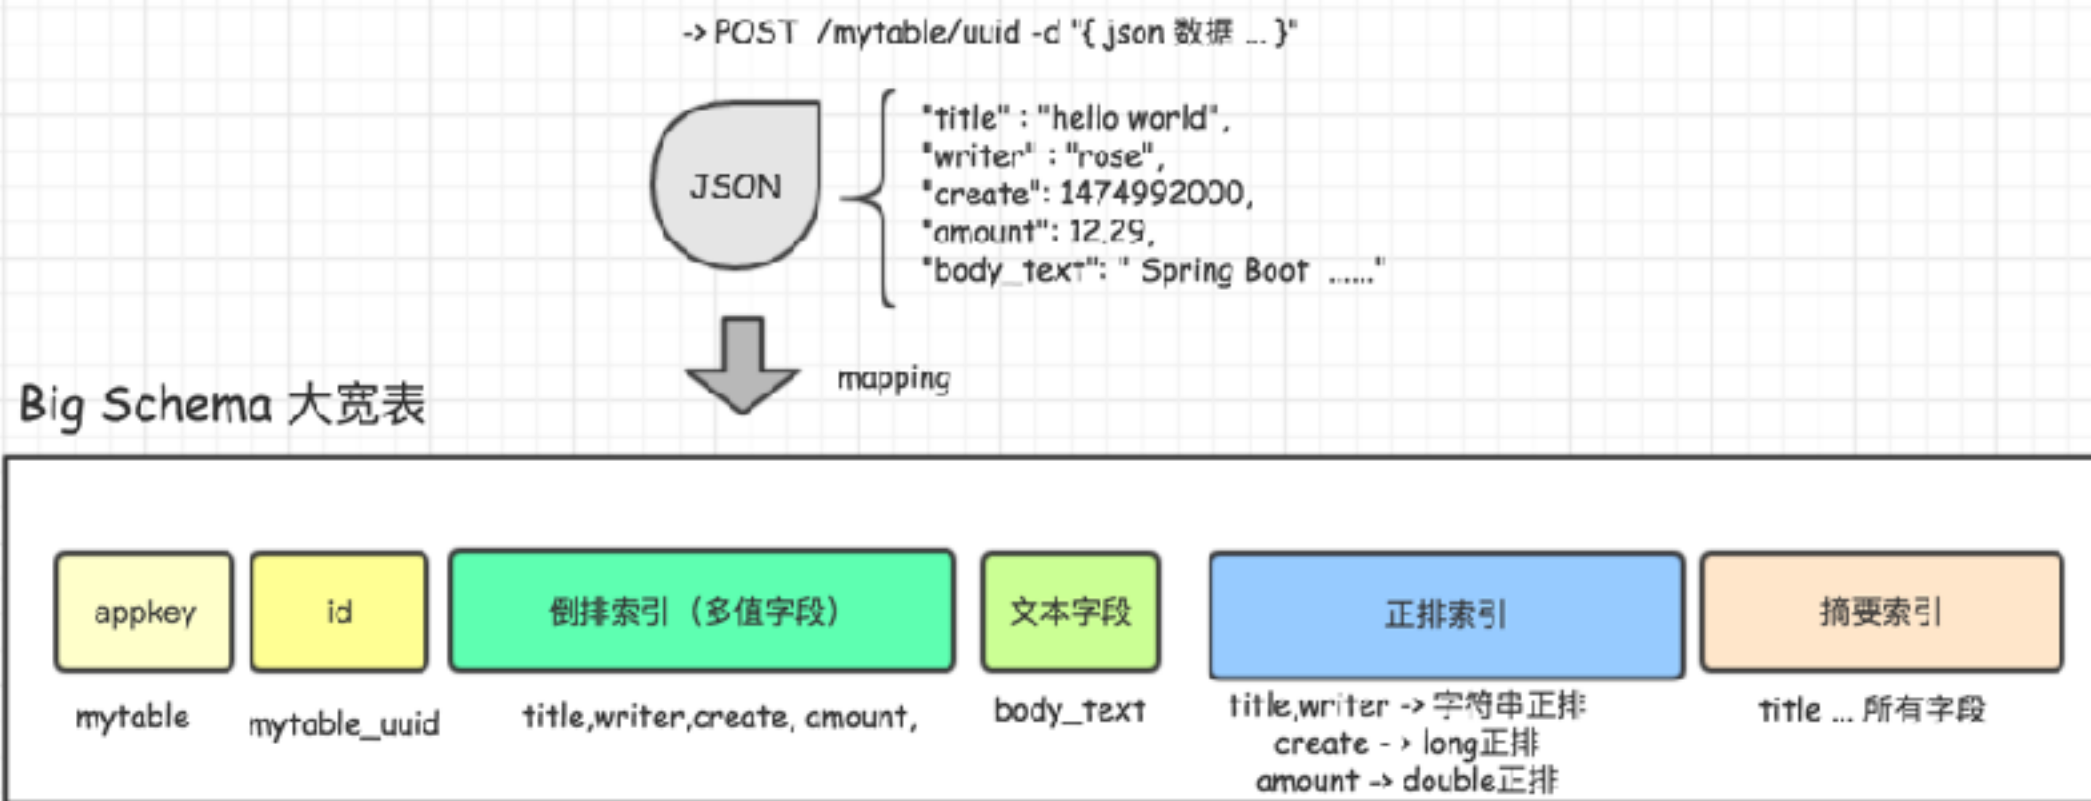 -> POST /mytable/uuid -d "{ json 数据 ... }"
JSON
"title" : "hello world",
"writer" : "rose",
"create": 1474992000,
"amount": 12.29,
"body_text": " Spring Boot ......"
mapping
Big Schema 大宽表
appkey
id
倒排索引（多值字段）
文本字段
正排索引
摘要索引
mytable
mytable_uuid
title,writer,create, amount,
body_text
title,writer -> 字符串正排
create - > long正排
amount -> double正排
title ... 所有字段